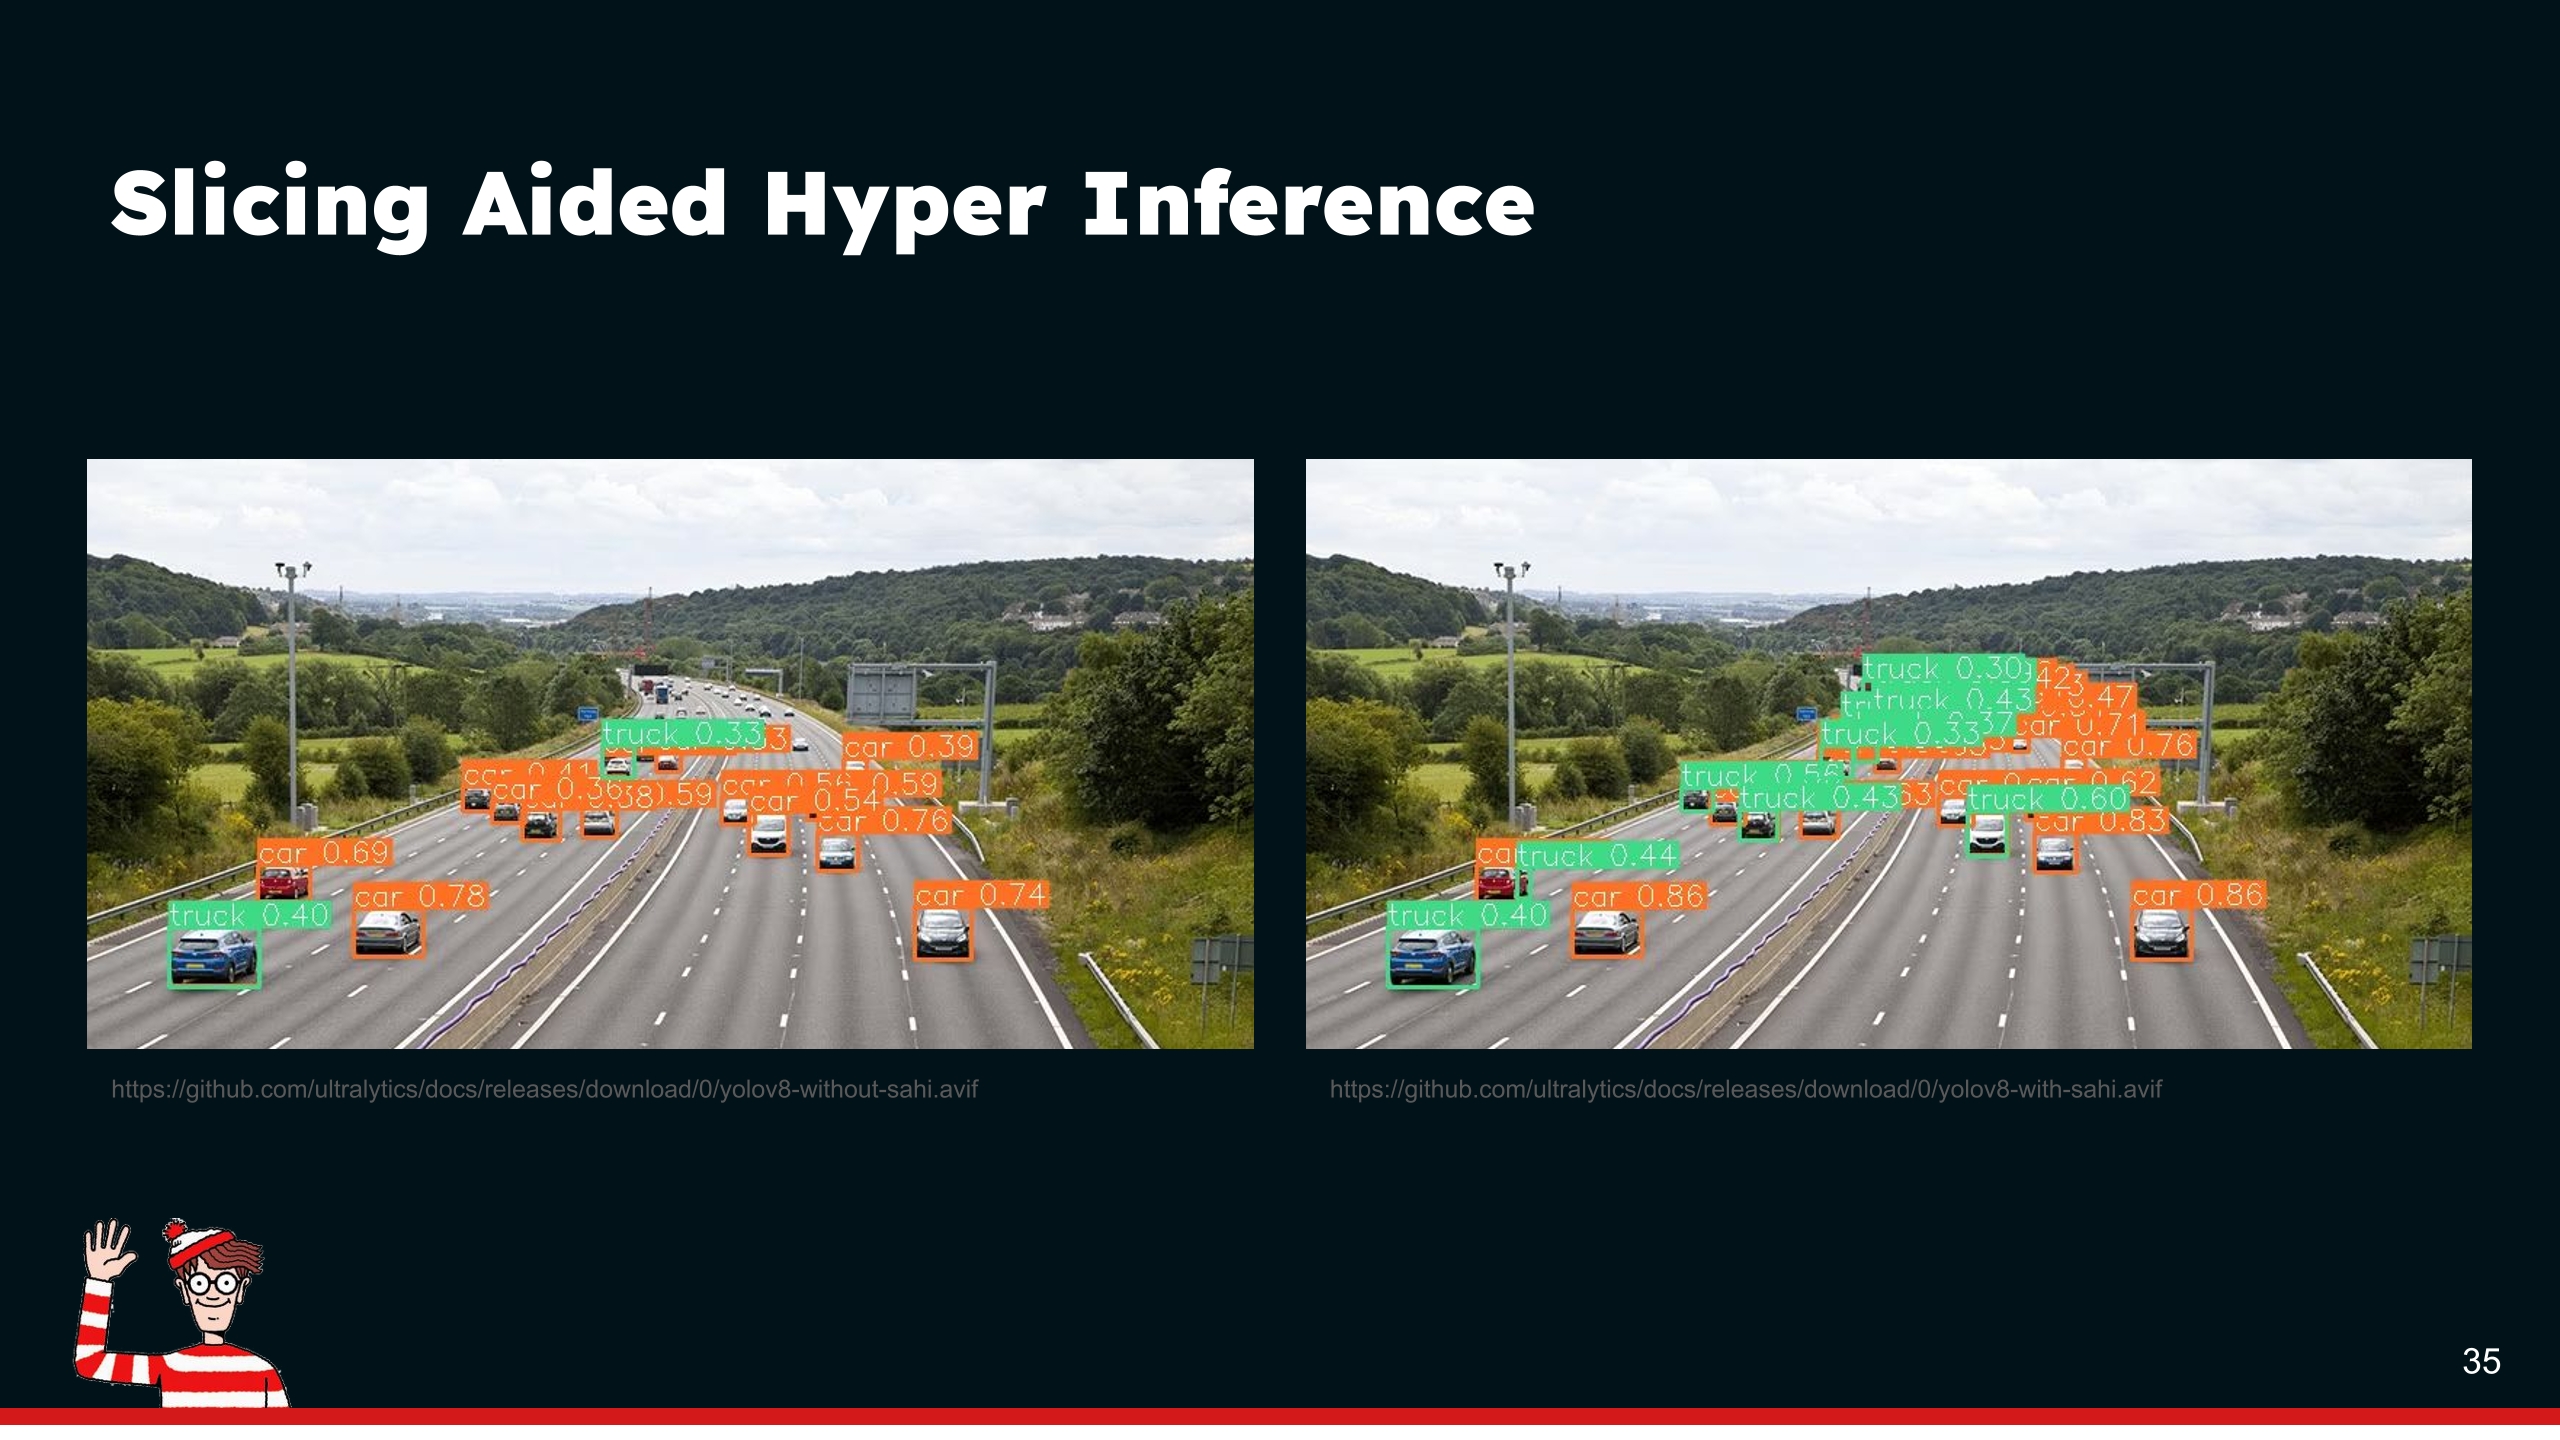 Slicing Aided Hyper Inference
truck 0.33
car 0.39
0.59
car 0.36
car 0.54
0.59
car 0.76
car 0.69
car 0.78
car 0.74
truck 0.40
https://github.com/ultralytics/docs/releases/download/0/yolov8-without-sahi.avif
truck 0.30
truck 0.43
0.47
truck 0.33
car 0.71
car 0.76
truck 0.56
0.62
truck 0.43
truck 0.60
car 0.83
truck 0.44
car 0.86
car 0.86
truck 0.40
https://github.com/ultralytics/docs/releases/download/0/yolov8-with-sahi.avif
35